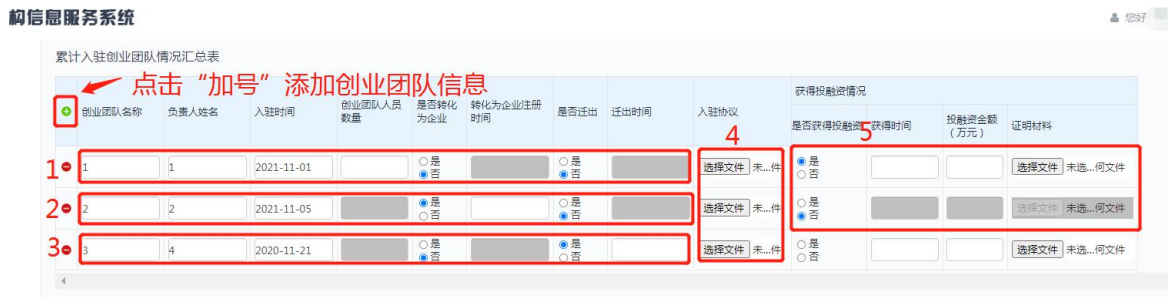 构信息服务系统
您好
累计入驻创业团队情况汇总表
点击“加号”添加创业团队信息
获得投融资情况
创业团队名称 负责人姓名 入驻时间 创业团队人员数量 是否转化为企业 转化为企业注册时间 是否迁出 迁出时间 入驻协议 是否获得投融资 获得时间 投融资金额（万元） 证明材料
4 5
1 1 1 2021-11-01 是 否 是 否 选择文件 未...件 是 否 选择文件 未选...何文件
2 2 2 2021-11-05 是 否 是 否 选择文件 未...件 是 否 选择文件 未选...何文件
3 3 4 2020-11-21 是 否 是 否 选择文件 未...件 是 否 选择文件 未选...何文件